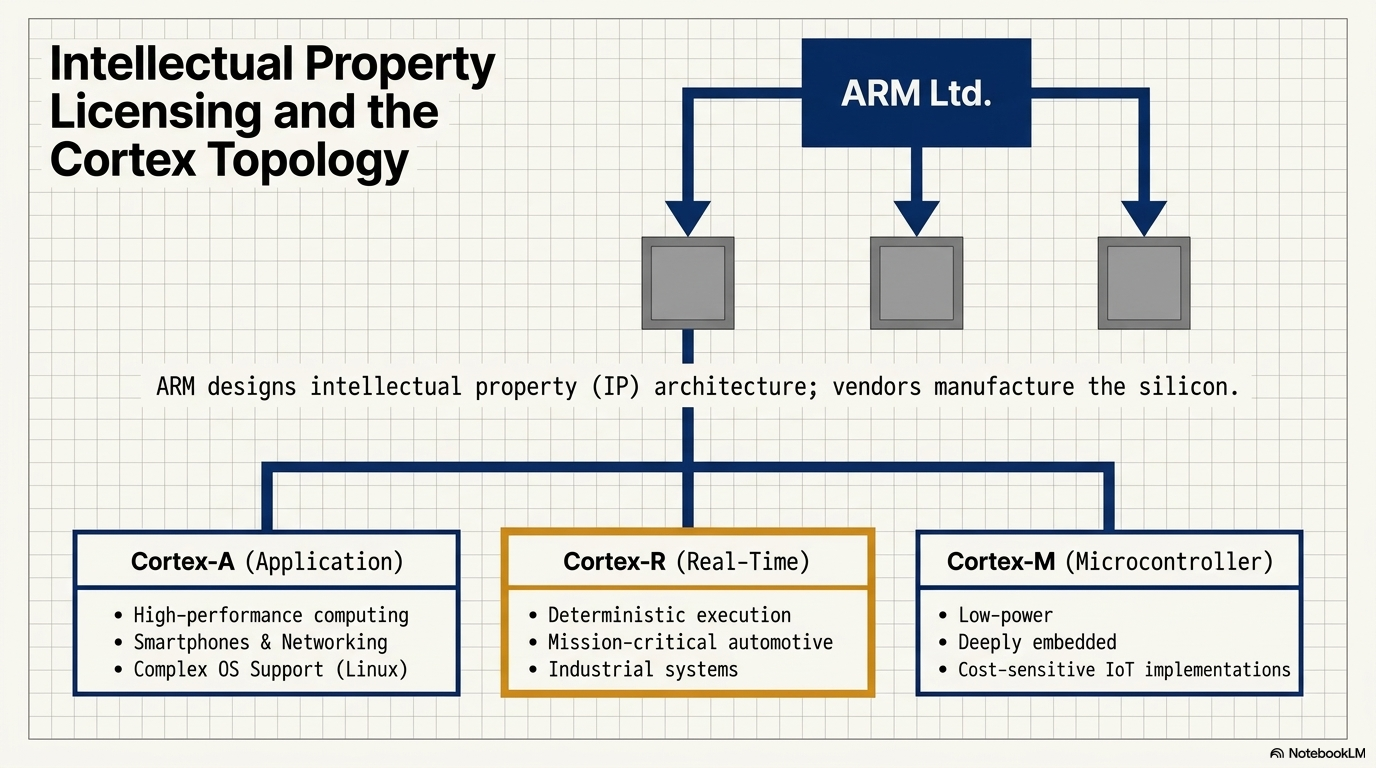 Intellectual Property
Licensing and the
Cortex Topology
ARM Ltd.
ARM designs intellectual property (IP) architecture; vendors manufacture the silicon.
Cortex-A (Application)
• High-performance computing
• Smartphones & Networking
• Complex OS Support (Linux)
Cortex-R (Real-Time)
• Deterministic execution
• Mission-critical automotive
• Industrial systems
Cortex-M (Microcontroller)
• Low-power
• Deeply embedded
• Cost-sensitive IoT implementations
NotebookLM